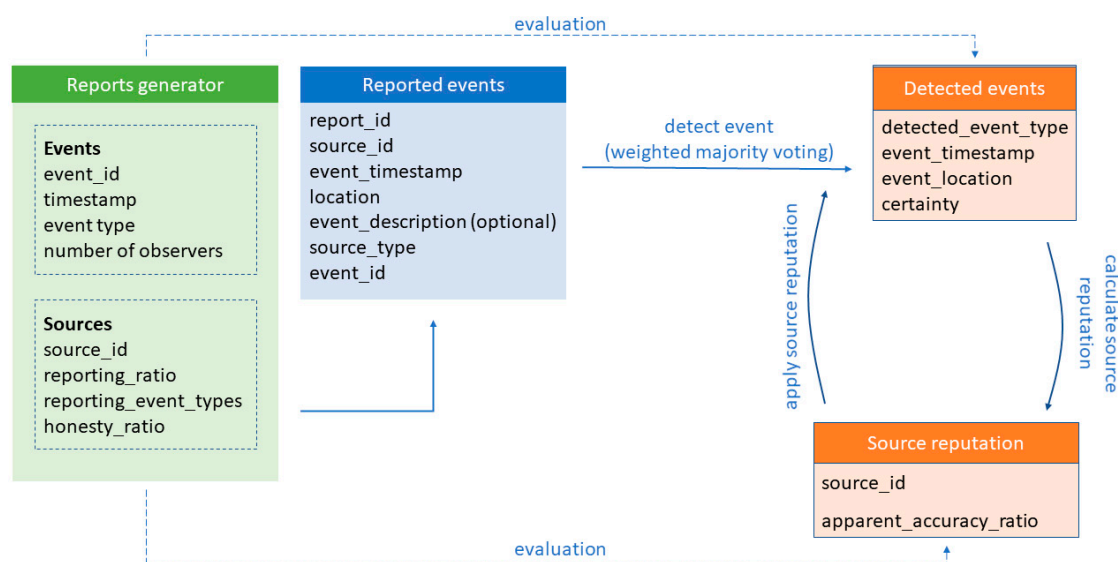 evaluation
Reports generator
Events
event_id
timestamp
event type
number of observers
Sources
source_id
reporting_ratio
reporting_event_types
honesty_ratio
Reported events
report_id
source_id
event_timestamp
location
event_description (optional)
source_type
event_id
detect event
(weighted majority voting)
Detected events
detected_event_type
event_timestamp
event_location
certainty
apply source reputation
calculate source
reputation
Source reputation
source_id
apparent_accuracy_ratio
evaluation